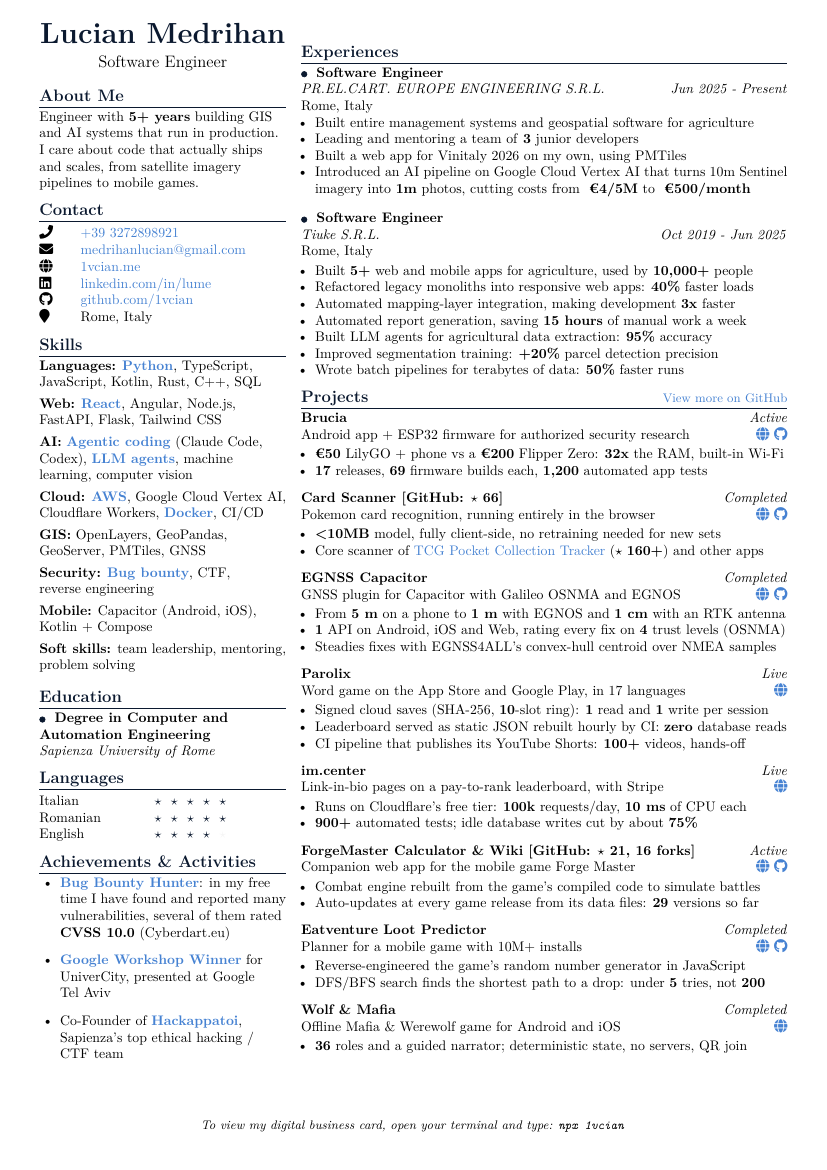 Lucian Medrihan
Software Engineer
About Me
Engineer with 5+ years building GIS
and AI systems that run in production.
I care about code that actually ships
and scales, from satellite imagery
pipelines to mobile games.
Contact
+39 3272898921
medrihanlucian@gmail.com
1vcian.me
linkedin.com/in/lume
github.com/1vcian
Rome, Italy
Skills
Languages: Python, TypeScript,
JavaScript, Kotlin, Rust, C++, SQL
Web: React, Angular, Node.js,
FastAPI, Flask, Tailwind CSS
AI: Agentic coding (Claude Code,
Codex), LLM agents, machine
learning, computer vision
Cloud: AWS, Google Cloud Vertex AI,
Cloudflare Workers, Docker, CI/CD
GIS: OpenLayers, GeoPandas,
GeoServer, PMTiles, GNSS
Security: Bug bounty, CTF,
reverse engineering
Mobile: Capacitor (Android, iOS),
Kotlin + Compose
Soft skills: team leadership, mentoring,
problem solving
Education
• Degree in Computer and
Automation Engineering
Sapienza University of Rome
Languages
Italian ⋆ ⋆ ⋆ ⋆ ⋆
Romanian ⋆ ⋆ ⋆ ⋆ ⋆
English ⋆ ⋆ ⋆ ⋆
Achievements & Activities
• Bug Bounty Hunter: in my free
time I have found and reported many
vulnerabilities, several of them rated
CVSS 10.0 (Cyberdart.eu)
• Google Workshop Winner for
UniverCity, presented at Google
Tel Aviv
• Co-Founder of Hackappatoi,
Sapienza's top ethical hacking /
CTF team
Experiences
• Software Engineer
PR.EL.CART. EUROPE ENGINEERING S.R.L. Jun 2025 - Present
Rome, Italy
• Built entire management systems and geospatial software for agriculture
• Leading and mentoring a team of 3 junior developers
• Built a web app for Vinitaly 2026 on my own, using PMTiles
• Introduced an AI pipeline on Google Cloud Vertex AI that turns 10m Sentinel
imagery into 1m photos, cutting costs from €4/5M to €500/month
• Software Engineer
Tiuke S.R.L. Oct 2019 - Jun 2025
Rome, Italy
• Built 5+ web and mobile apps for agriculture, used by 10,000+ people
• Refactored legacy monoliths into responsive web apps: 40% faster loads
• Automated mapping-layer integration, making development 3x faster
• Automated report generation, saving 15 hours of manual work a week
• Built LLM agents for agricultural data extraction: 95% accuracy
• Improved segmentation training: +20% parcel detection precision
• Wrote batch pipelines for terabytes of data: 50% faster runs
Projects View more on GitHub
Brucia Active
Android app + ESP32 firmware for authorized security research
• €50 LilyGO + phone vs a €200 Flipper Zero: 32x the RAM, built-in Wi-Fi
• 17 releases, 69 firmware builds each, 1,200 automated app tests
Card Scanner [GitHub: ⋆ 66] Completed
Pokemon card recognition, running entirely in the browser
• <10MB model, fully client-side, no retraining needed for new sets
• Core scanner of TCG Pocket Collection Tracker (⋆ 160+) and other apps
EGNSS Capacitor Completed
GNSS plugin for Capacitor with Galileo OSNMA and EGNOS
• From 5 m on a phone to 1 m with EGNOS and 1 cm with an RTK antenna
• 1 API on Android, iOS and Web, rating every fix on 4 trust levels (OSNMA)
• Steadies fixes with EGNSS4ALL's convex-hull centroid over NMEA samples
Parolix Live
Word game on the App Store and Google Play, in 17 languages
• Signed cloud saves (SHA-256, 10-slot ring): 1 read and 1 write per session
• Leaderboard served as static JSON rebuilt hourly by CI: zero database reads
• CI pipeline that publishes its YouTube Shorts: 100+ videos, hands-off
im.center Live
Link-in-bio pages on a pay-to-rank leaderboard, with Stripe
• Runs on Cloudflare's free tier: 100k requests/day, 10 ms of CPU each
• 900+ automated tests; idle database writes cut by about 75%
ForgeMaster Calculator & Wiki [GitHub: ⋆ 21, 16 forks] Active
Companion web app for the mobile game Forge Master
• Combat engine rebuilt from the game's compiled code to simulate battles
• Auto-updates at every game release from its data files: 29 versions so far
Eatventure Loot Predictor Completed
Planner for a mobile game with 10M+ installs
• Reverse-engineered the game's random number generator in JavaScript
• DFS/BFS search finds the shortest path to a drop: under 5 tries, not 200
Wolf & Mafia Completed
Offline Mafia & Werewolf game for Android and iOS
• 36 roles and a guided narrator; deterministic state, no servers, QR join
To view my digital business card, open your terminal and type: npx 1vcian